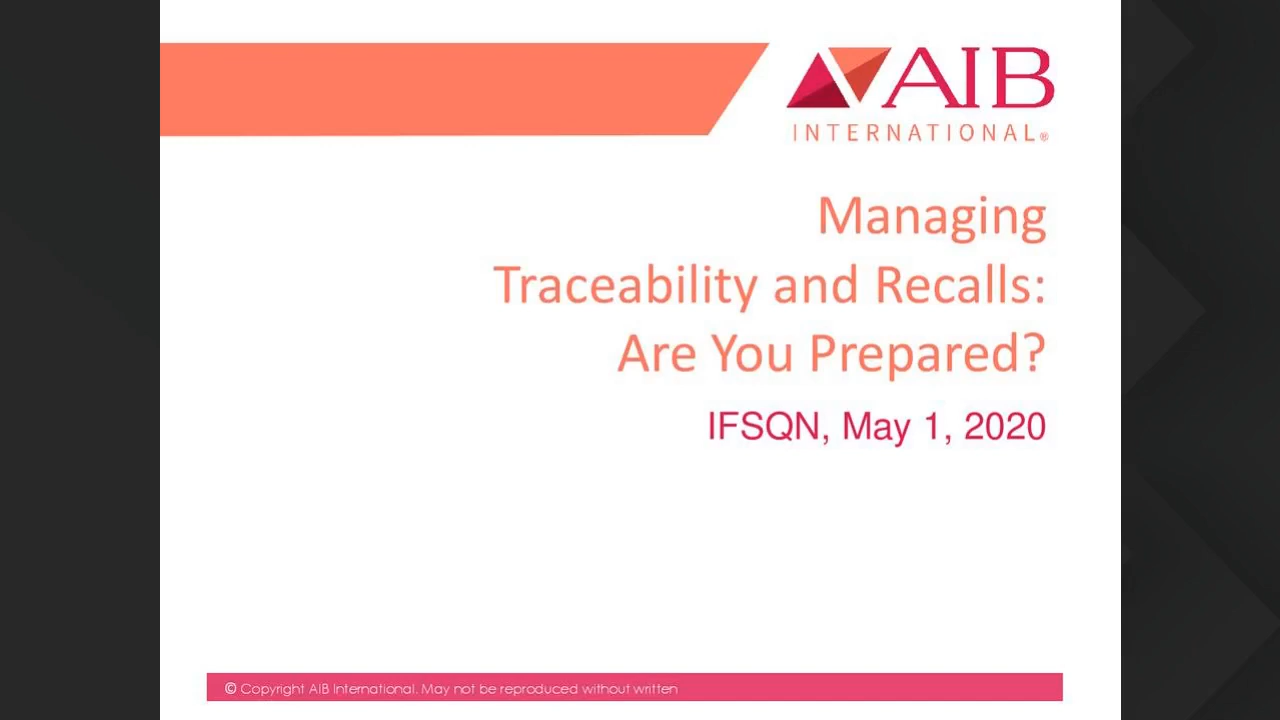 AIB
INTERNATIONAL®
Managing
Traceability and Recalls:
Are You Prepared?
IFSQN, May 1, 2020
© Copyright AIB International. May not be reproduced without written